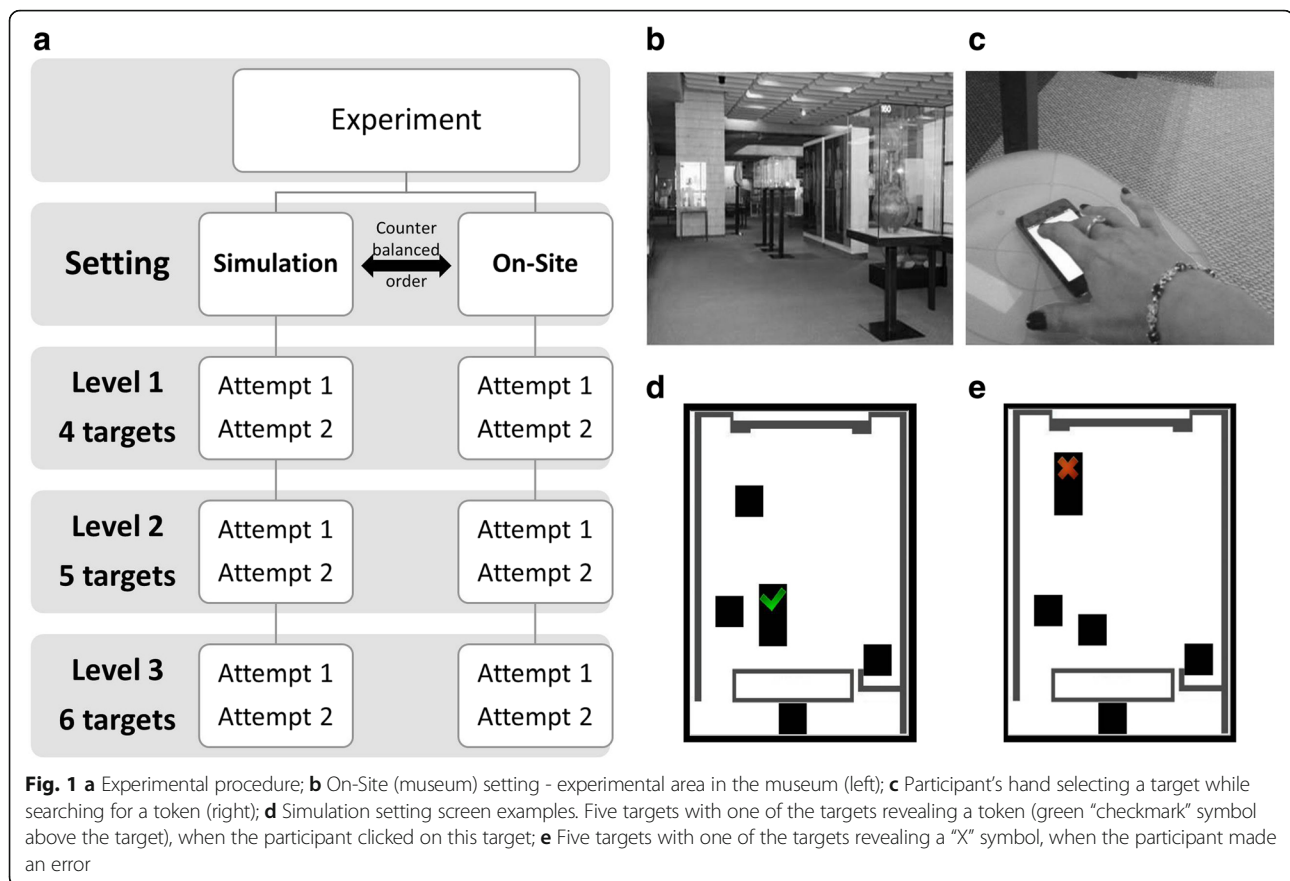 a
Experiment
Setting
Simulation
Counter
balanced
order
On-Site
Level 1
4 targets
Attempt 1
Attempt 2
Attempt 1
Attempt 2
Level 2
5 targets
Attempt 1
Attempt 2
Attempt 1
Attempt 2
Level 3
6 targets
Attempt 1
Attempt 2
Attempt 1
Attempt 2
b
c
d
e
Fig. 1 a Experimental procedure; b On-Site (museum) setting - experimental area in the museum (left); c Participant's hand selecting a target while
searching for a token (right); d Simulation setting screen examples. Five targets with one of the targets revealing a token (green "checkmark" symbol
above the target), when the participant clicked on this target; e Five targets with one of the targets revealing a "X" symbol, when the participant made
an error